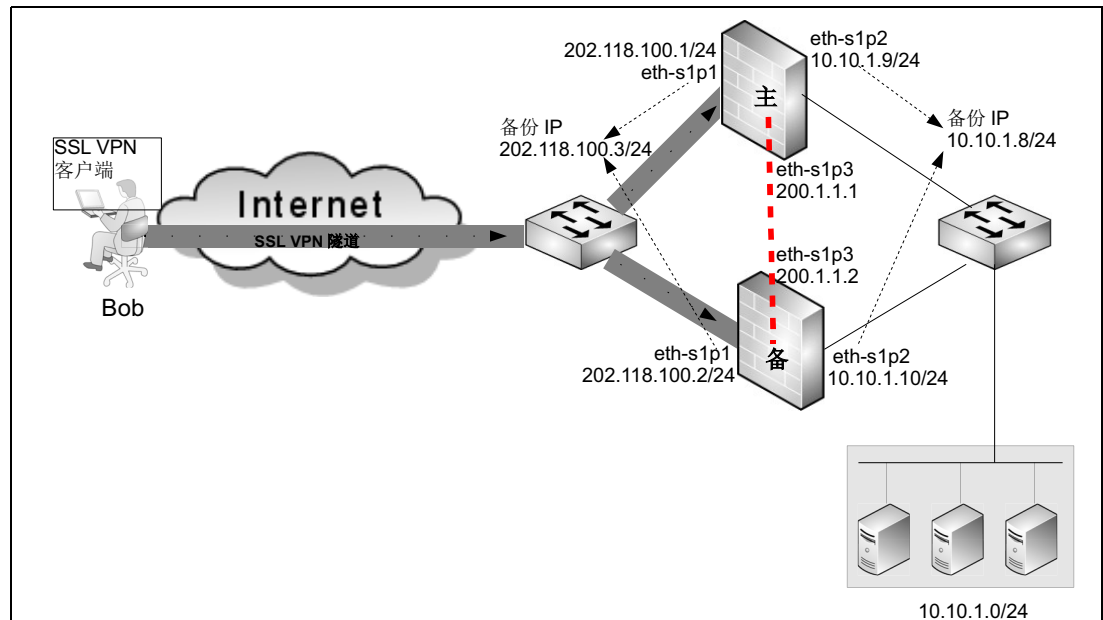 202.118.100.1/24
eth-s1p1
eth-s1p2
10.10.1.9/24
主
备份 IP
202.118.100.3/24
备份 IP
10.10.1.8/24
SSL VPN
客户端
Internet
SSL VPN 隧道
Bob
eth-s1p3
200.1.1.1
eth-s1p3
200.1.1.2
备
eth-s1p1
202.118.100.2/24
eth-s1p2
10.10.1.10/24
10.10.1.0/24